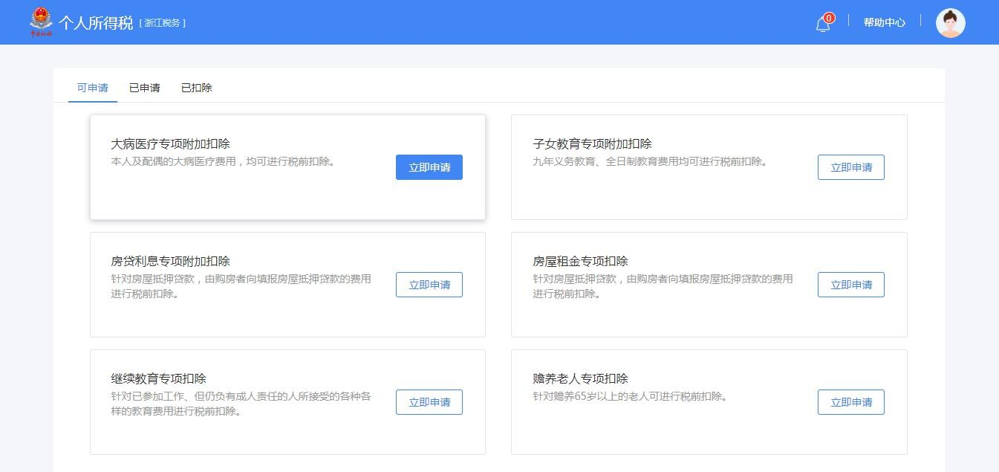 个人所得税 [ 浙江税务 ]
0
帮助中心
可申请 已申请 已扣除
大病医疗专项附加扣除
本人及配偶的大病医疗费用，均可进行税前扣除。
立即申请
子女教育专项附加扣除
九年义务教育、全日制教育费用均可进行税前扣除。
立即申请
房贷利息专项附加扣除
针对房屋抵押贷款，由购房者向填报房屋抵押贷款的费用
进行税前扣除。
立即申请
房屋租金专项扣除
针对房屋抵押贷款，由购房者向填报房屋抵押贷款的费用
进行税前扣除。
立即申请
继续教育专项扣除
针对已参加工作、但仍负有成人责任的人所接受的各种各
样的教育费用进行税前扣除。
立即申请
赡养老人专项扣除
针对赡养65岁以上的老人可进行税前扣除。
立即申请